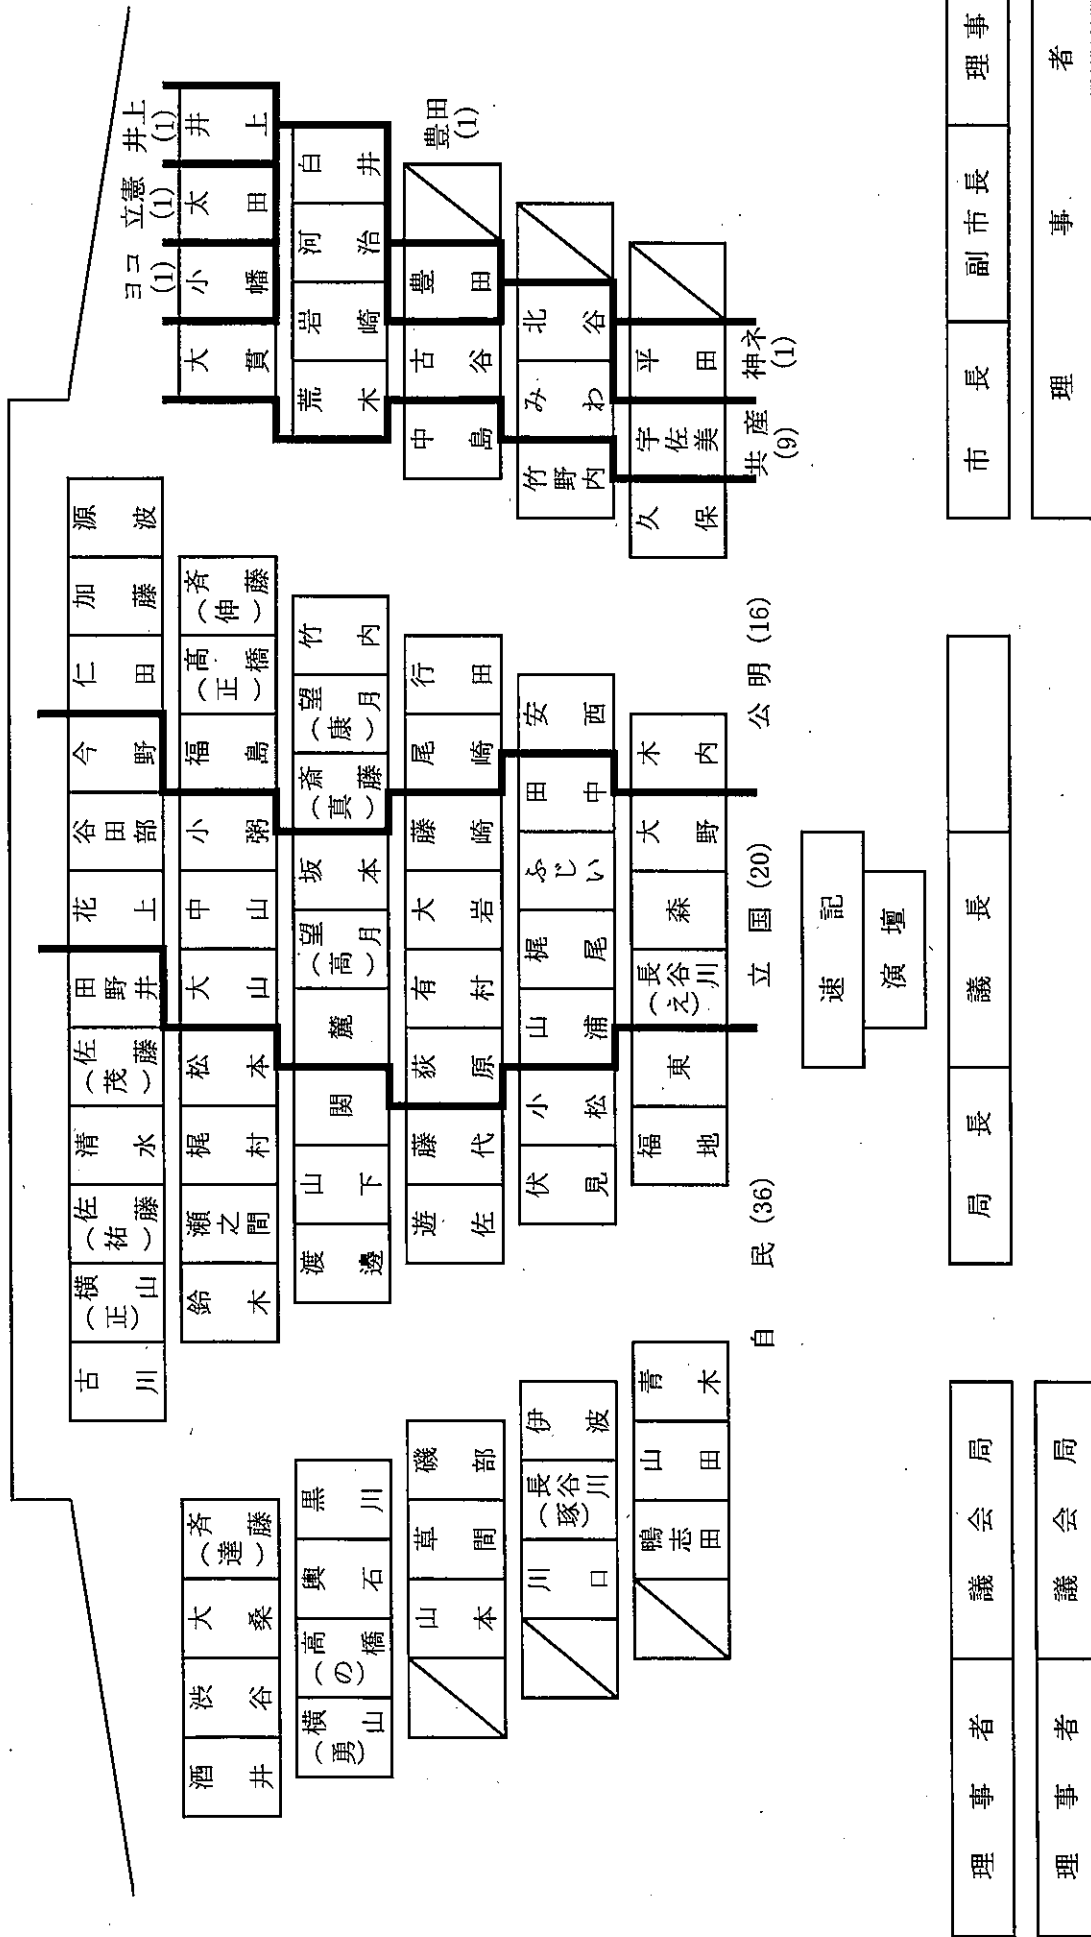 ヨコ
(1)
立憲
(1)
井上
(1)
古川
横山(正)
佐藤(祐)
清水
佐藤(茂)
田野井
花上
谷田部
今野
仁田
加藤
源波
酒井
渋谷
大桑
斉藤(達)
鈴木
瀬之間
梶村
松本
大山
中山
小粥
福島
髙橋(正)
斉藤(伸)
大貫
小幡
太田
井上
横山(勇)
高橋(の)
輿石
黒川
渡邊
山下
関
麓
望月(高)
坂本
斎藤(真)
望月(康)
竹内
荒木
岩崎
河治
白井
豊田
(1)
山本
草間
磯部
遊佐
藤代
荻原
有村
大岩
藤崎
尾崎
行田
中島
古谷
豊田
川口
長谷川(琢)
伊波
伏見
小松
山浦
梶尾
ふじい
田中
安西
竹野内
みわ
北谷
鴨志田
山田
青木
福地
東
長谷川(え)
森
大野
木内
久保
宇佐美
平田
自民(36)
立国(20)
公明(16)
共産
(9)
神ネ
(1)
速記
演壇
理事者
議会局
局長
議長
市長
副市長
理事
理事者
議会局
理事者